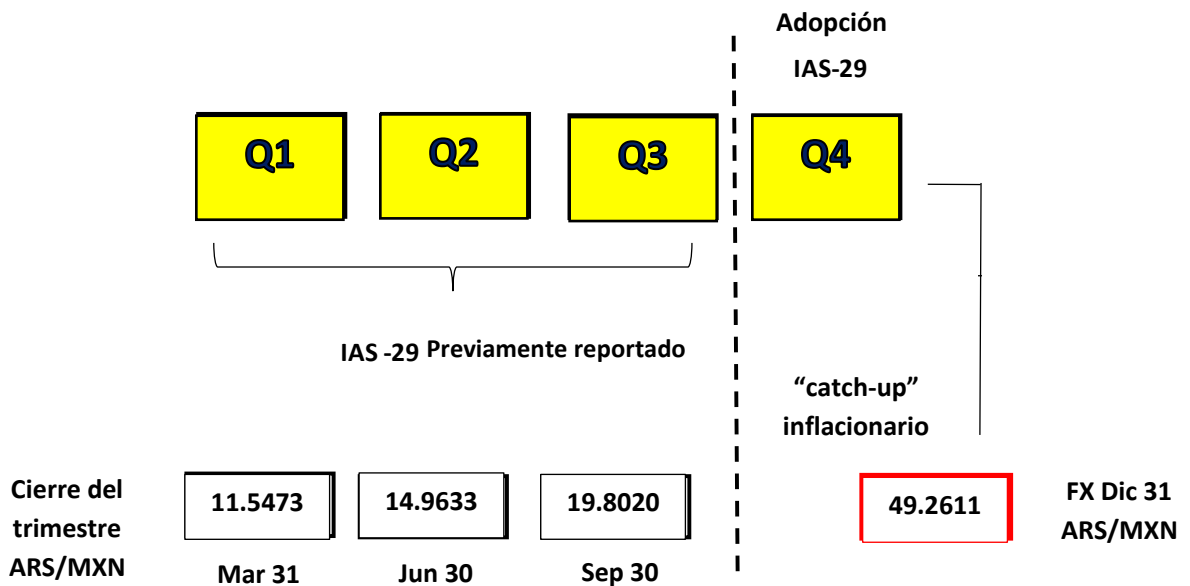 Adopción
IAS-29
Q1
Q2
Q3
Q4
IAS -29 Previamente reportado
“catch-up”
inflacionario
Cierre del
trimestre
ARS/MXN
11.5473
14.9633
19.8020
49.2611
FX Dic 31
ARS/MXN
Mar 31
Jun 30
Sep 30